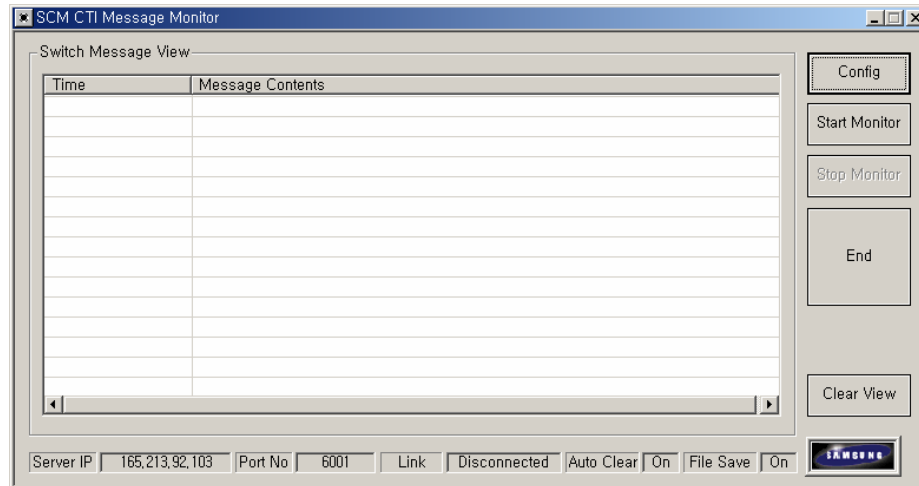 SCM CTI Message Monitor
Switch Message View
Time Message Contents
Config
Start Monitor
Stop Monitor
End
Clear View
Server IP 165,213,92,103 Port No 6001 Link Disconnected Auto Clear On File Save On
SAMSUNG